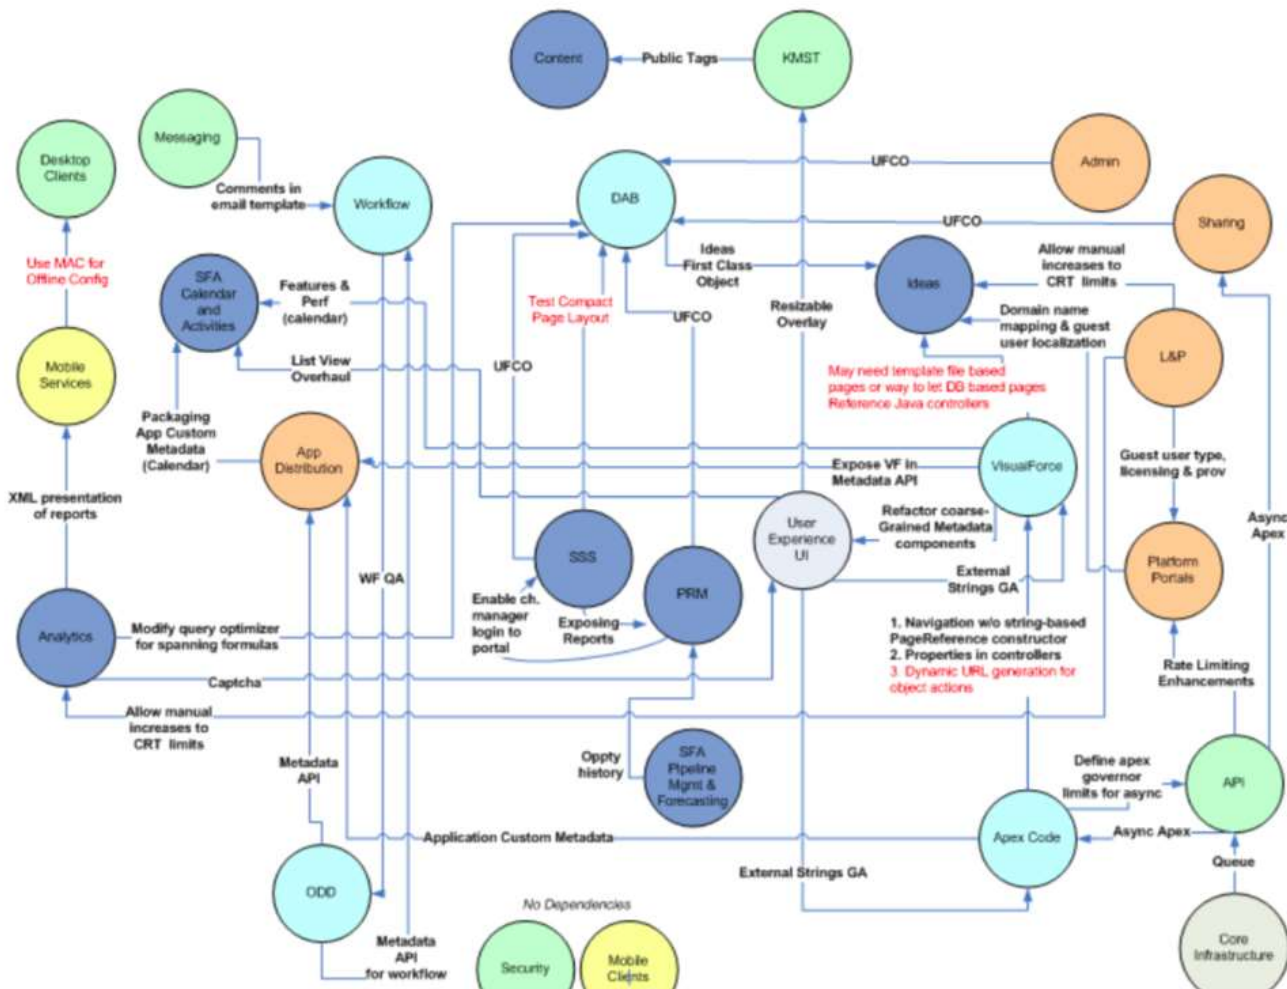 Content
Public Tags
KMST
Messaging
Desktop
Clients
Comments in
email template
Workflow
DAB
UFCO
Admin
UFCO
Sharing
Use MAC for
Offline Config
SFA
Calendar
and
Activities
Features &
Perf
(calendar)
Ideas
First Class
Object
Ideas
Allow manual
increases to
CRT limits
Test Compact
Page Layout
UFCO
Resizable
Overlay
Domain name
mapping & guest
user localization
Mobile
Services
List View
Overhaul
UFCO
L&P
May need template file based
pages or way to let DB based pages
Reference Java controllers
Packaging
App Custom
Metadata
(Calendar)
App
Distribution
Expose VF in
Metadata API
VisualForce
Guest user type,
licensing & prov
XML presentation
of reports
User
Experience
UI
Refactor coarse-
Grained Metadata
components
Async
Apex
SSS
WF QA
PRM
External
Strings GA
Platform
Portals
Enable ch.
manager
login to
portal
Exposing
Reports
Analytics
Modify query optimizer
for spanning formulas
1. Navigation w/o string-based
PageReference constructor
2. Properties in controllers
3. Dynamic URL generation for
object actions
Captcha
Rate Limiting
Enhancements
Allow manual
increases to
CRT limits
Metadata
API
Oppty
history
SFA
Pipeline
Mgmt &
Forecasting
Define apex
governor
limits for async
API
Application Custom Metadata
Apex Code
Async Apex
External Strings GA
Queue
ODD
No Dependencies
Metadata
API
for workflow
Security
Mobile
Clients
Core
Infrastructure